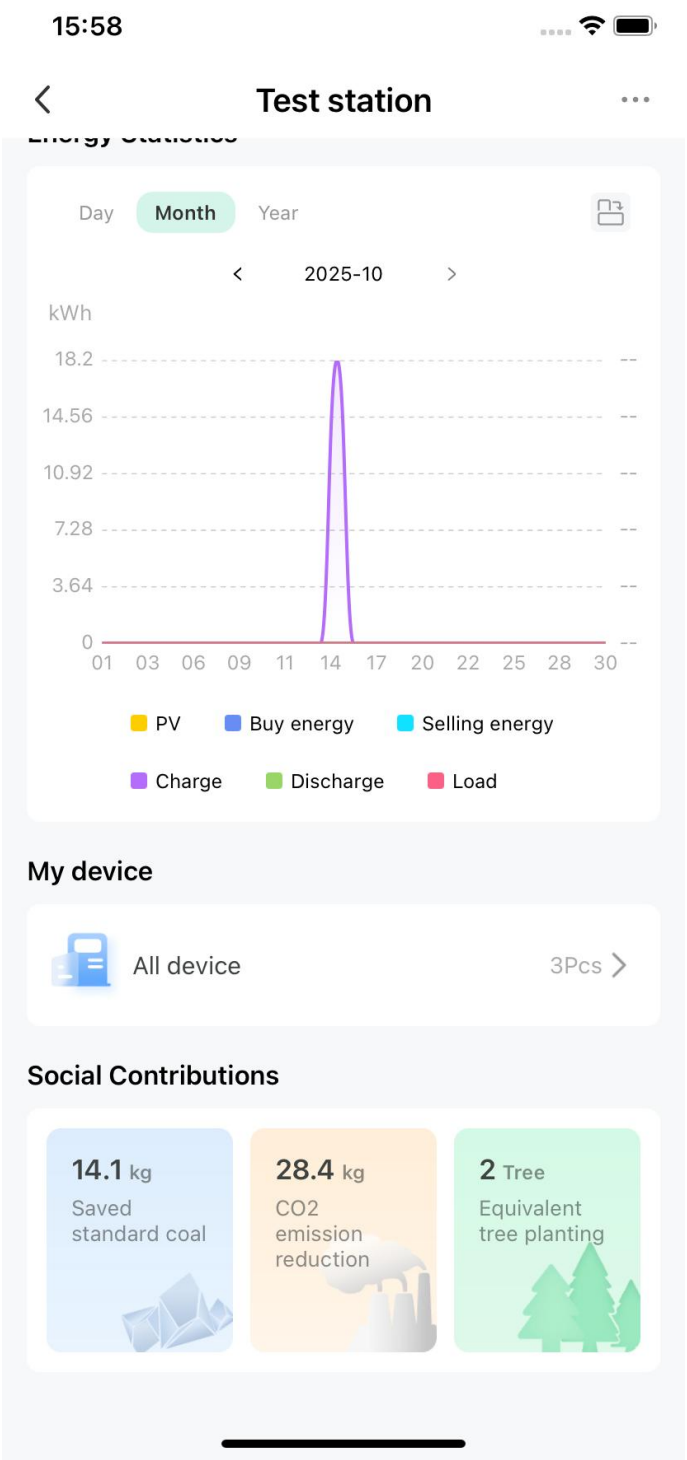 15:58
Test station
Energy Statistics
Day Month Year
2025-10
kWh
18.2 --
14.56 --
10.92 --
7.28 --
3.64 --
0 --
01 03 06 09 11 14 17 20 22 25 28 30
PV Buy energy Selling energy
Charge Discharge Load
My device
All device 3Pcs
Social Contributions
14.1 kg
Saved
standard coal
28.4 kg
CO2
emission
reduction
2 Tree
Equivalent
tree planting